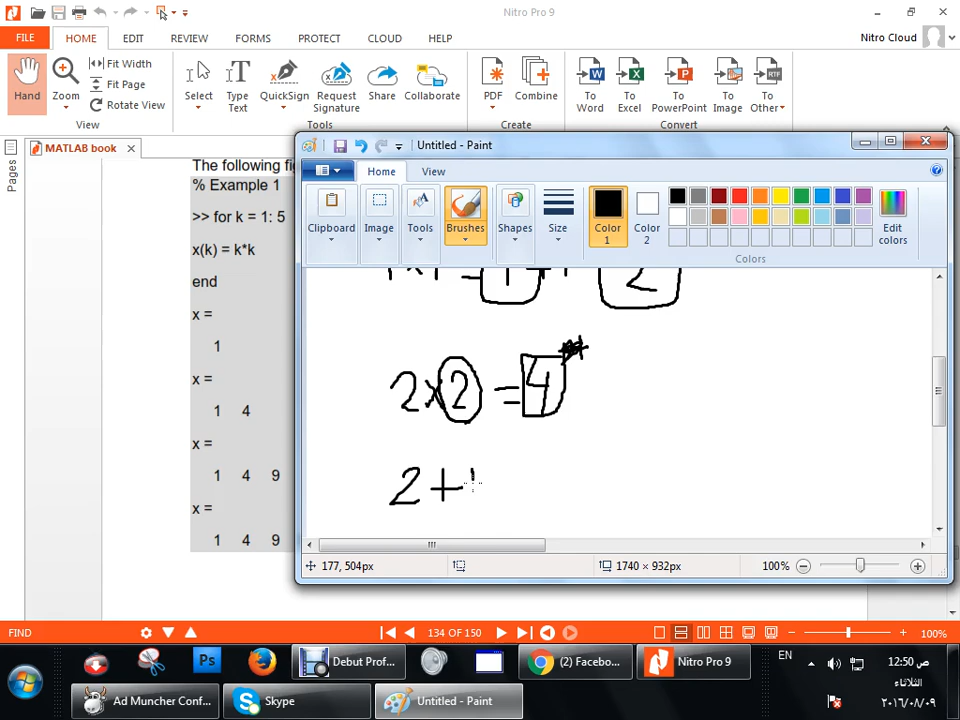 Nitro Pro 9
FILE HOME EDIT REVIEW FORMS PROTECT CLOUD HELP Nitro Cloud
Hand Zoom Fit Width Fit Page Rotate View Select Type Text QuickSign Request Signature Share Collaborate PDF Combine To Word To Excel To PowerPoint To Image To Other
View Tools Create Convert
Pages
MATLAB book
The following fi
% Example 1
>> for k = 1: 5
x(k) = k*k
end
x =
1
x =
1 4
x =
1 4 9
x =
1 4 9
Untitled - Paint
Home View
Clipboard Image Tools Brushes Shapes Size Color 1 Color 2 Edit colors
Colors
2x2 = 4
2+
177, 504px 1740 × 932px 100%
FIND 134 OF 150 100%
Debut Prof... (2) Facebo... Nitro Pro 9 EN 12:50 ص
الثلاثاء
Ad Muncher Conf... Skype Untitled - Paint ٢٠١٦/٠٨/٠٩